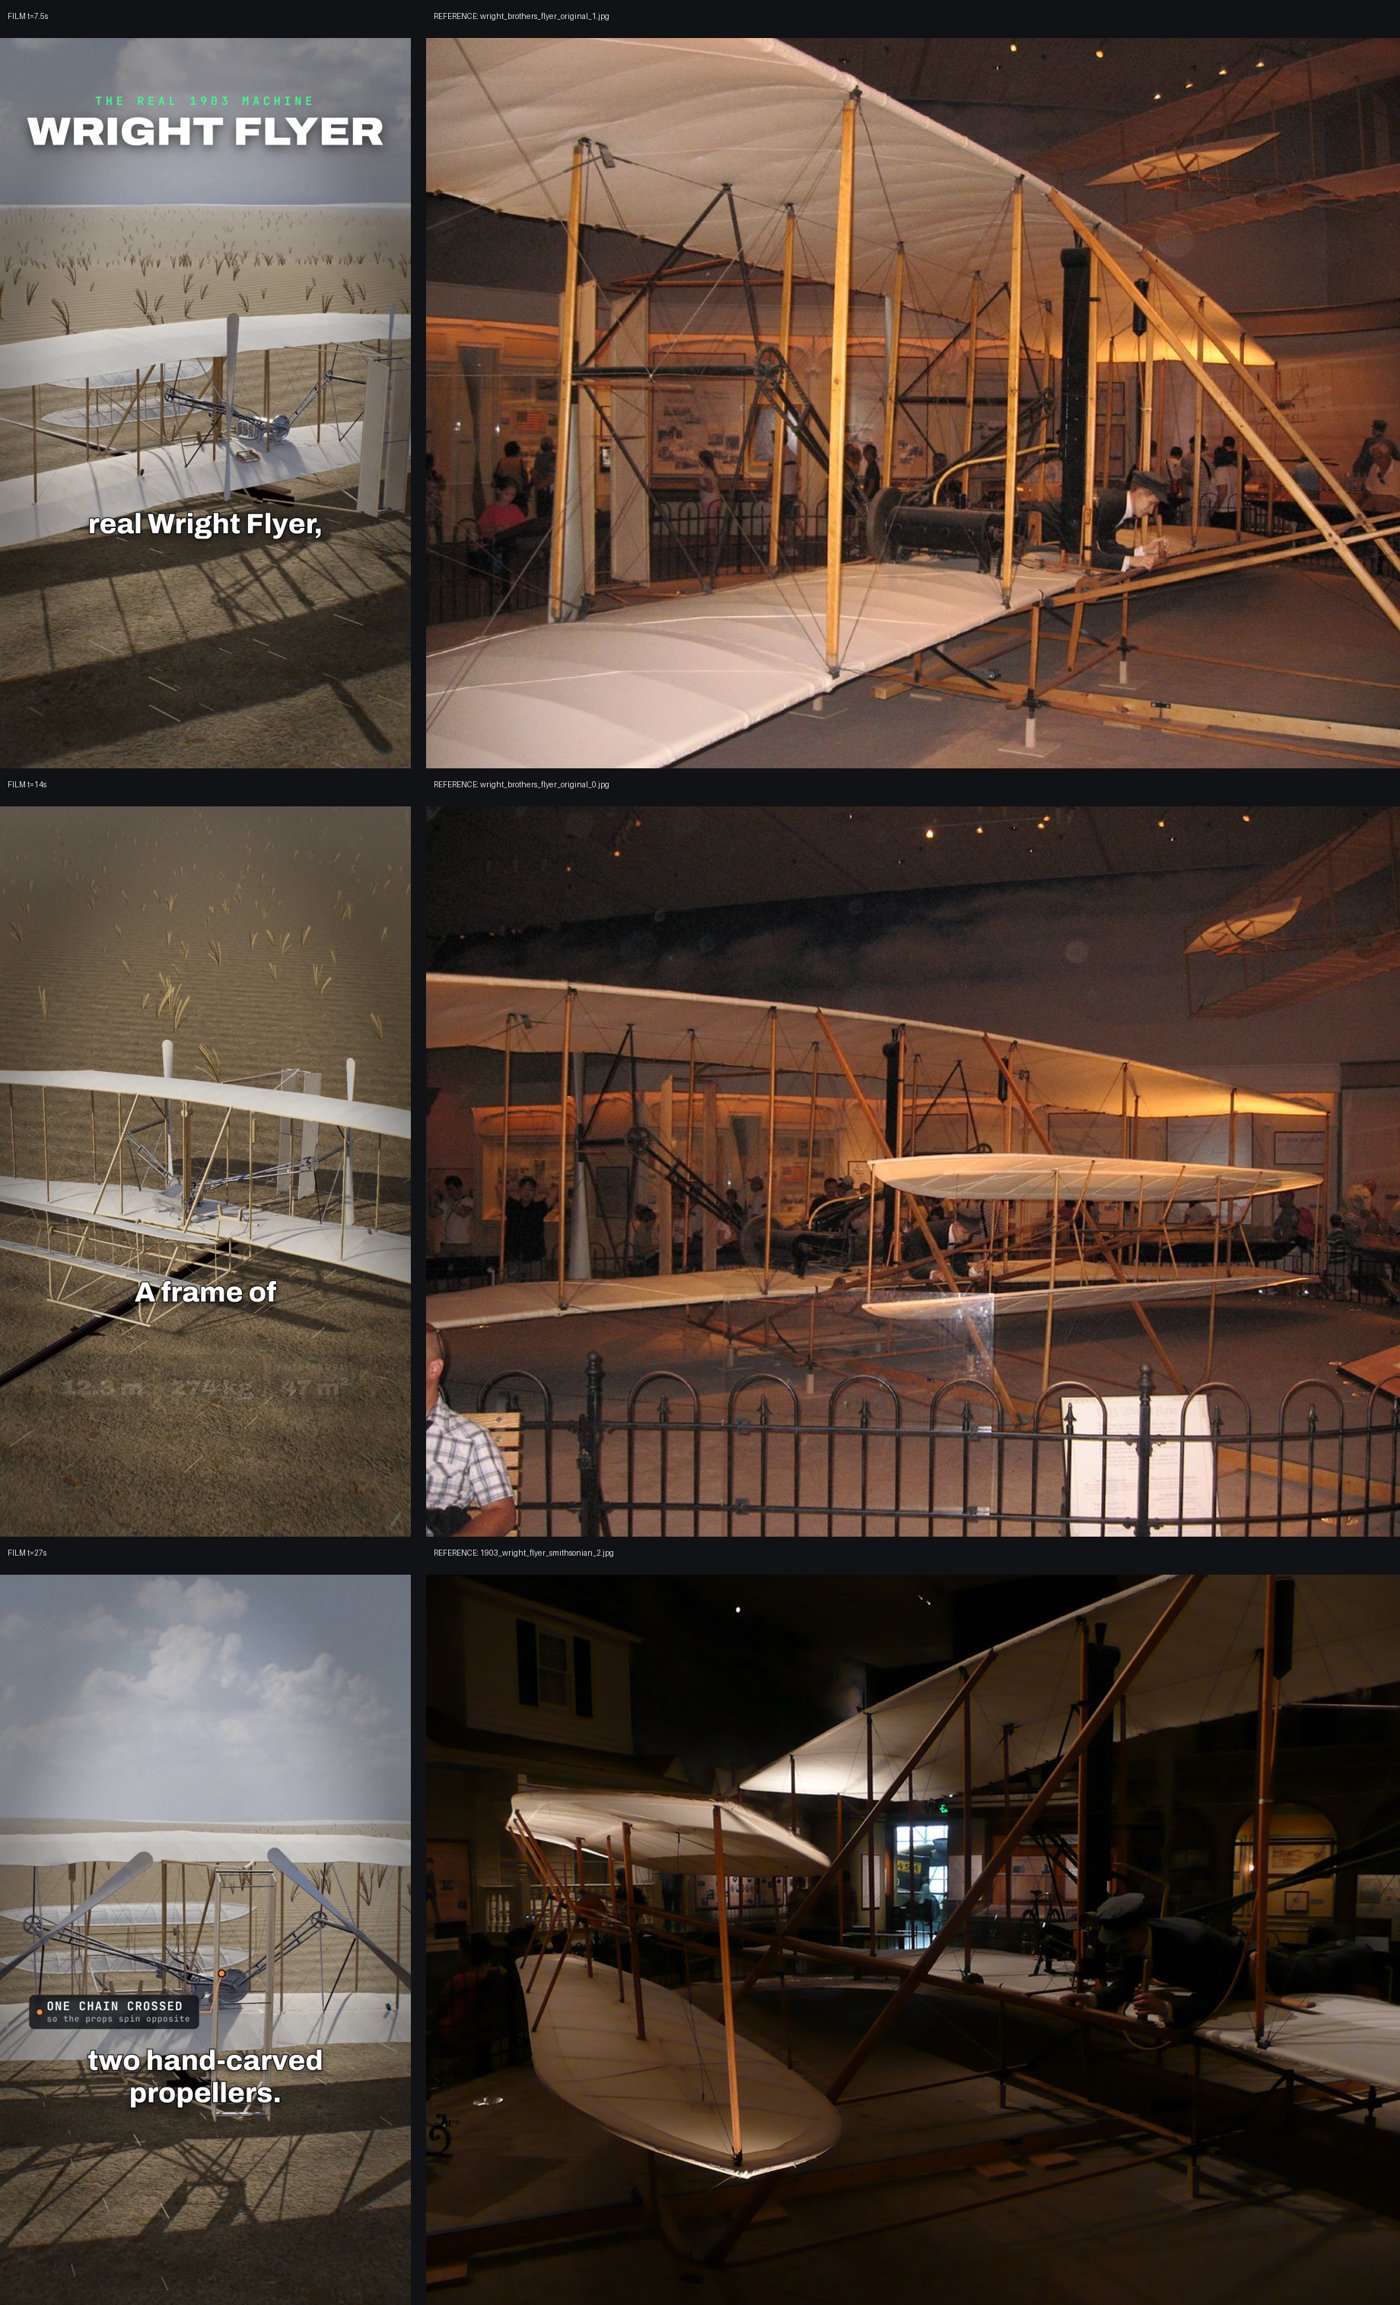 FILM t=7.5s
REFERENCE: wright_brothers_flyer_original_1.jpg
THE REAL 1903 MACHINE
WRIGHT FLYER
real Wright Flyer,
FILM t=14s
REFERENCE: wright_brothers_flyer_original_0.jpg
A frame of
12.3 m 274 kg 47 m²
FILM t=27s
REFERENCE: 1903_wright_flyer_smithsonian_2.jpg
ONE CHAIN CROSSED
so the props spin opposite
two hand-carved
propellers.